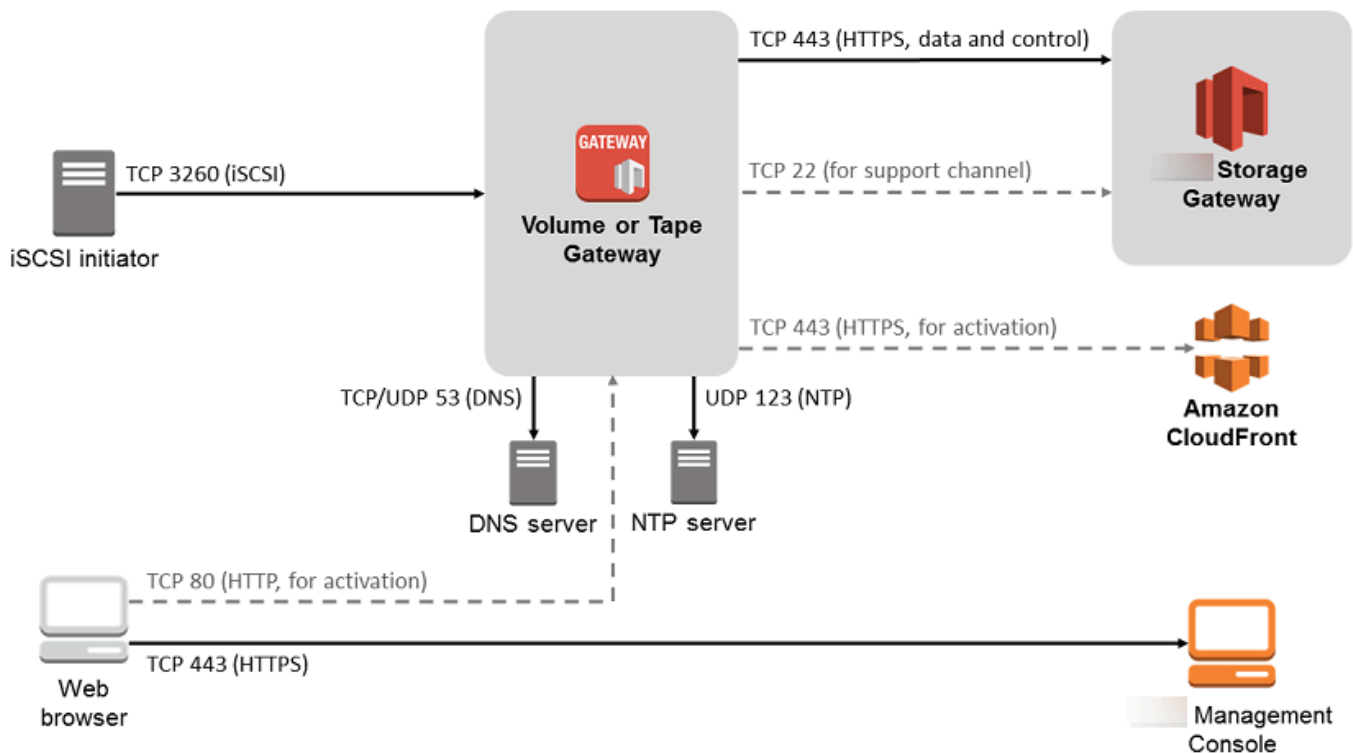 TCP 443 (HTTPS, data and control)
GATEWAY
TCP 3260 (iSCSI)
TCP 22 (for support channel)
Storage
Gateway
Volume or Tape
Gateway
iSCSI initiator
TCP 443 (HTTPS, for activation)
TCP/UDP 53 (DNS)
UDP 123 (NTP)
Amazon
CloudFront
DNS server
NTP server
TCP 80 (HTTP, for activation)
TCP 443 (HTTPS)
Web
browser
Management
Console